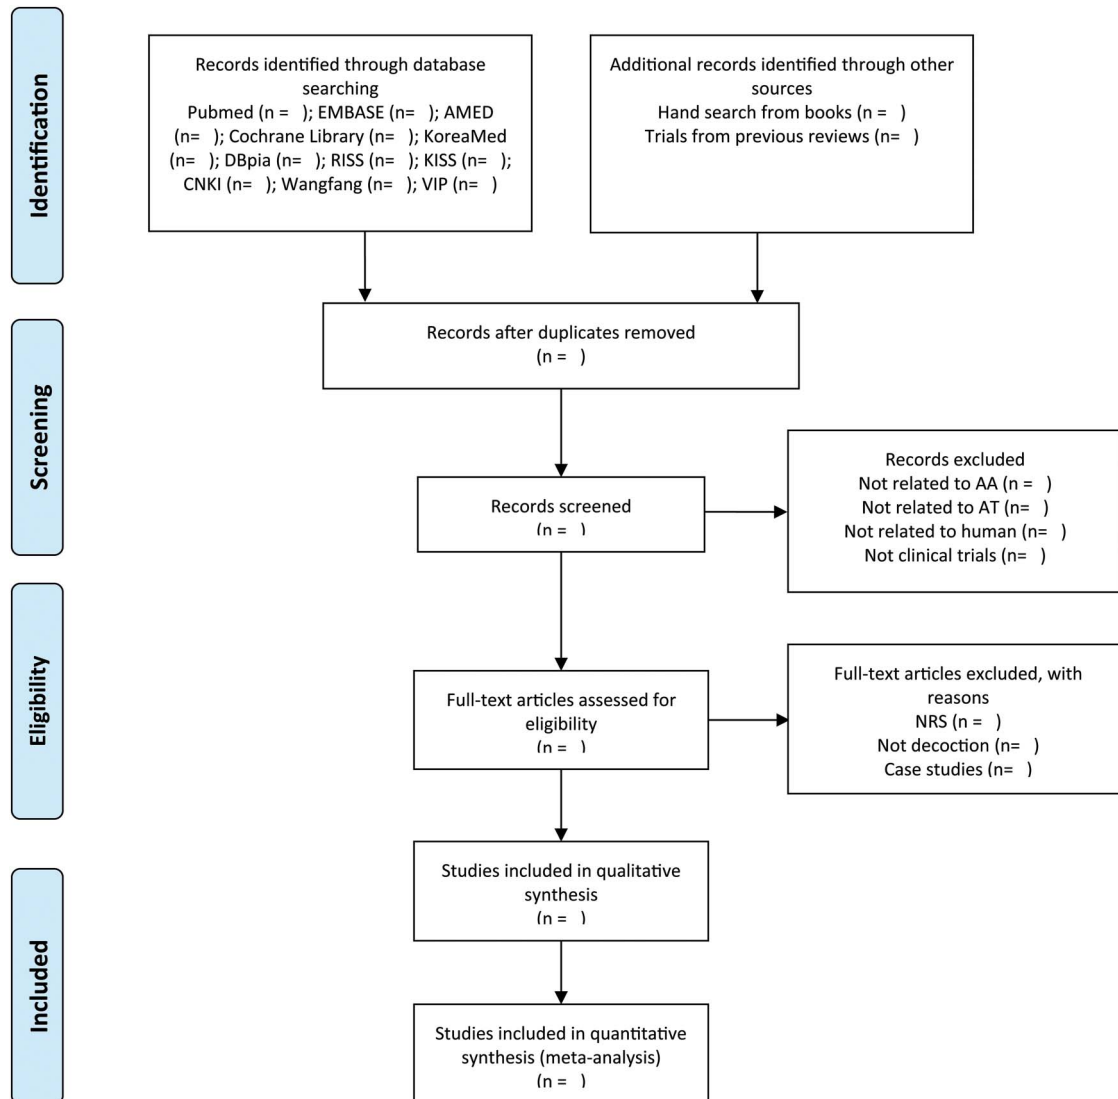 Identification
Records identified through database
searching
Pubmed (n =   ); EMBASE (n=   ); AMED
(n=   ); Cochrane Library (n=   ); KoreaMed
(n=   ); DBpia (n=   ); RISS (n=   ); KISS (n=   );
CNKI (n=   ); Wangfang (n=   ); VIP (n=   )
Additional records identified through other
sources
Hand search from books (n =   )
Trials from previous reviews (n=   )
Screening
Records after duplicates removed
(n =   )
Records screened
(n =   )
Records excluded
Not related to AA (n =   )
Not related to AT (n=   )
Not related to human (n=   )
Not clinical trials (n=   )
Eligibility
Full-text articles assessed for
eligibility
(n =   )
Full-text articles excluded, with
reasons
NRS (n =   )
Not decoction (n=   )
Case studies (n=   )
Included
Studies included in qualitative
synthesis
(n =   )
Studies included in quantitative
synthesis (meta-analysis)
(n =   )